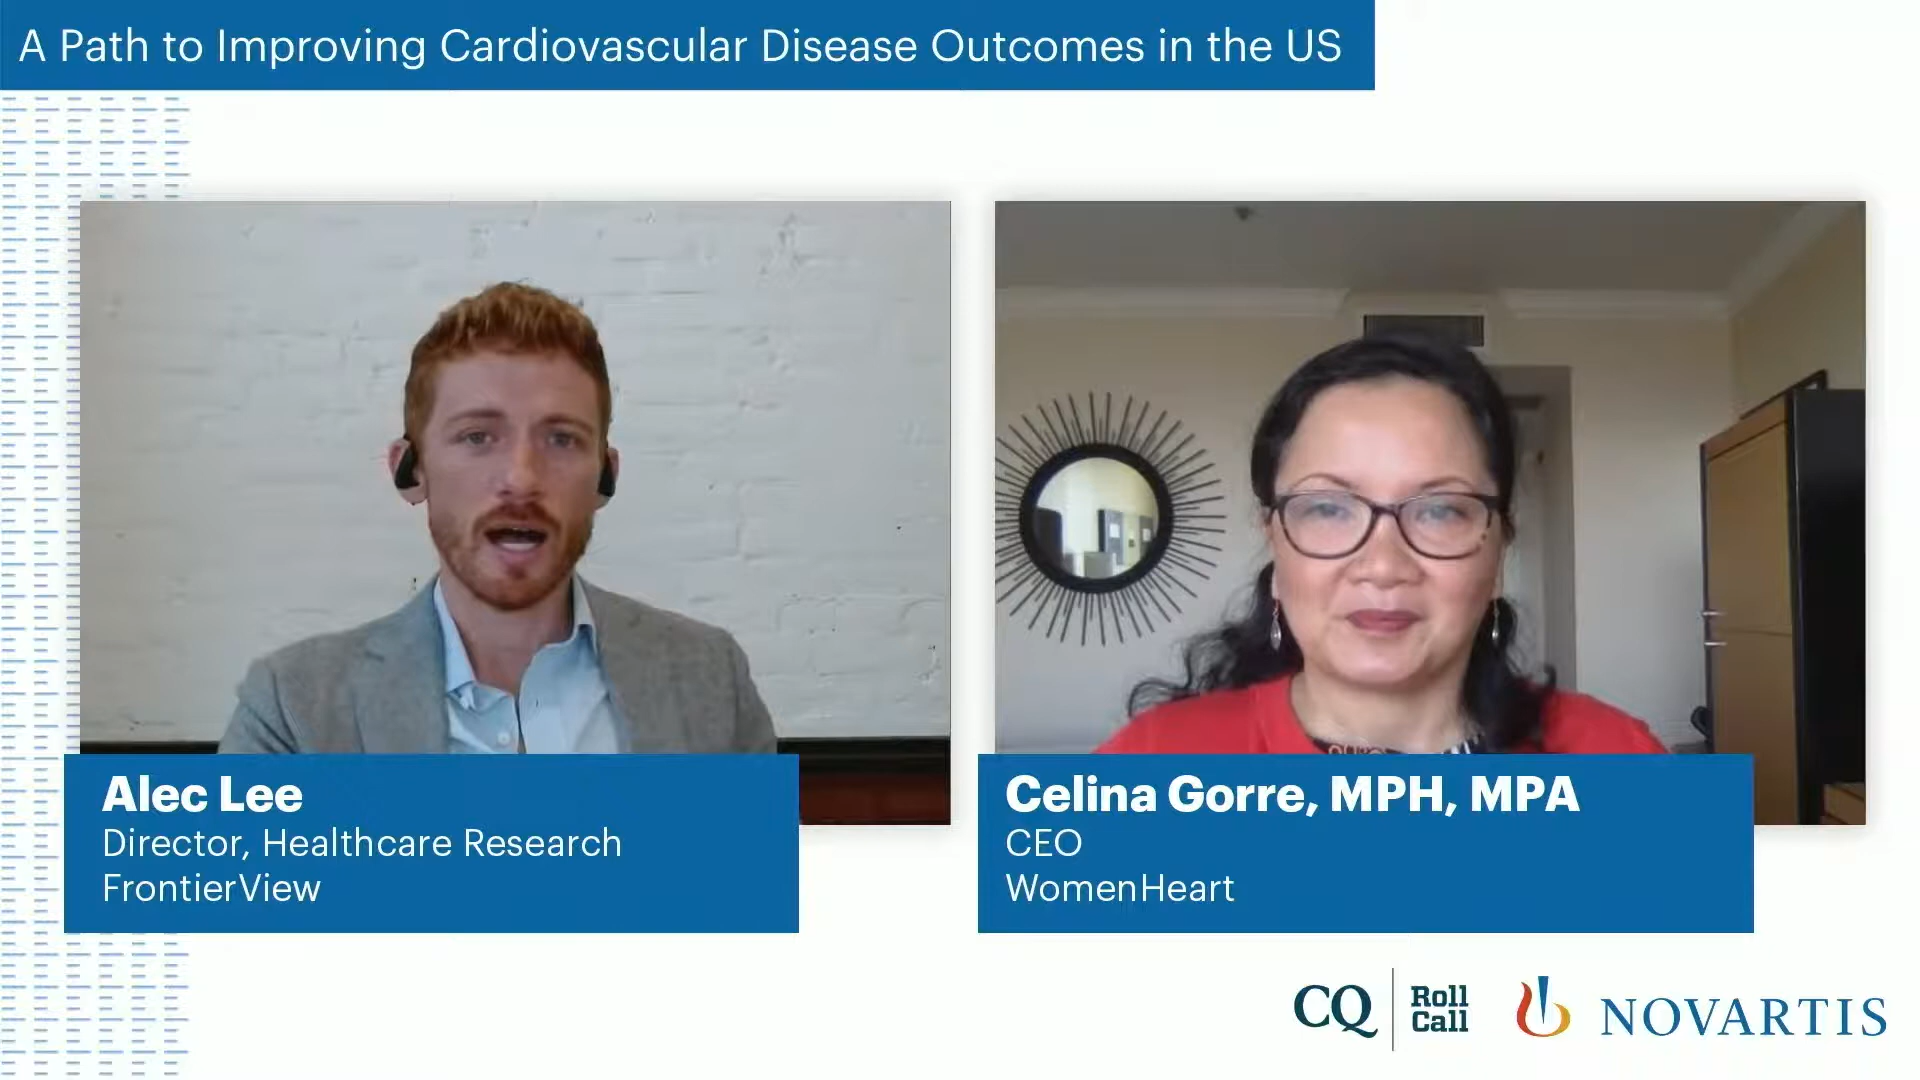 A Path to Improving Cardiovascular Disease Outcomes in the US
Alec Lee
Director, Healthcare Research
FrontierView
Celina Gorre, MPH, MPA
CEO
WomenHeart
CQ
Roll
Call
NOVARTIS